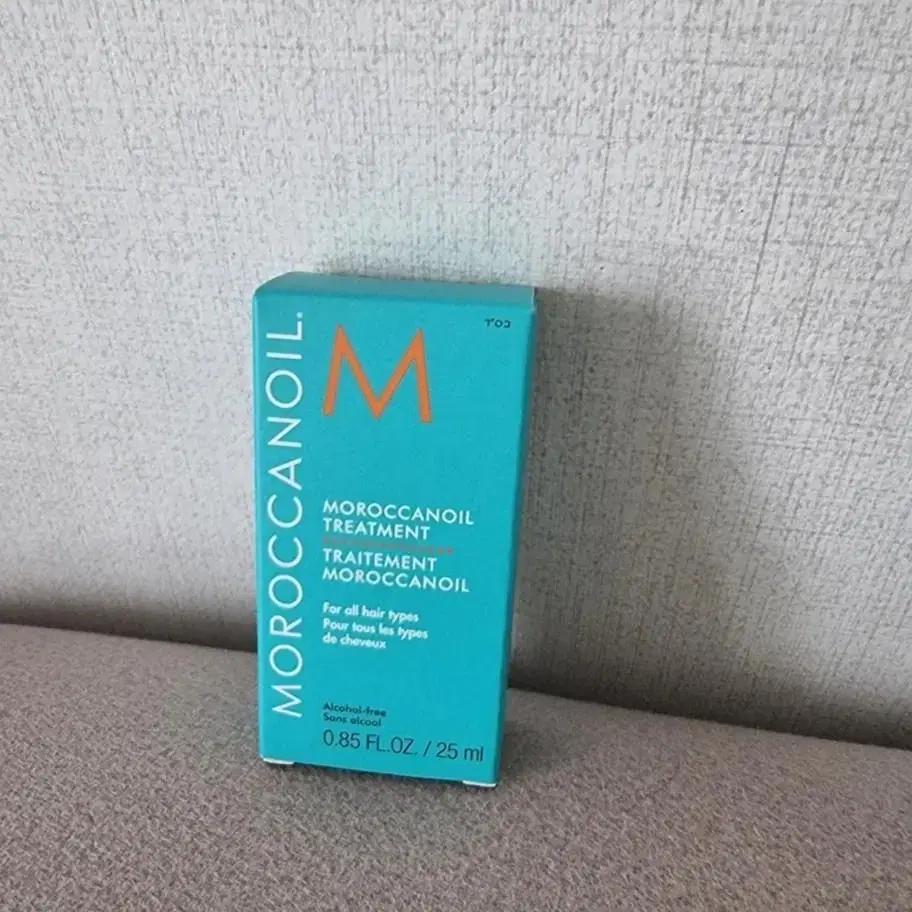 MOROCCANOIL.
M
בס"ד
MOROCCANOIL
TREATMENT
TRAITEMENT
MOROCCANOIL
For all hair types
Pour tous les types
de cheveux
Alcohol-free
Sans alcool
0.85 FL.OZ. / 25 ml